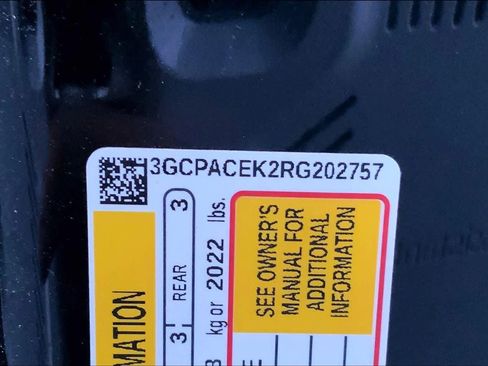 3GCPACEK2RG202757
MATION
3 REAR 3
kg or 2022 lbs.
SEE OWNER'S
MANUAL FOR
ADDITIONAL
INFORMATION